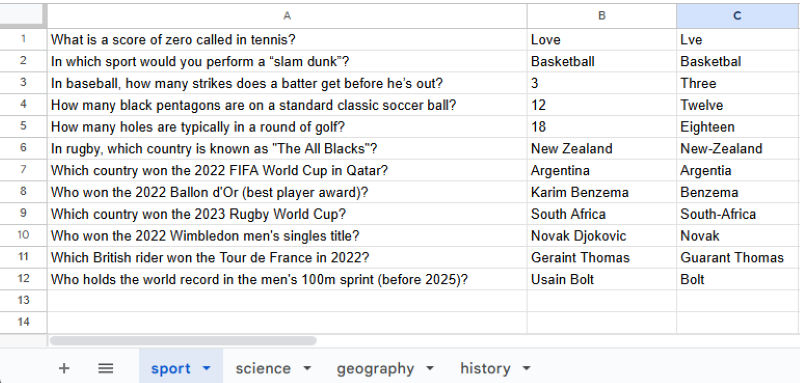 A B C
1 What is a score of zero called in tennis? Love Lve
2 In which sport would you perform a “slam dunk”? Basketball Basketbal
3 In baseball, how many strikes does a batter get before he’s out? 3 Three
4 How many black pentagons are on a standard classic soccer ball? 12 Twelve
5 How many holes are typically in a round of golf? 18 Eighteen
6 In rugby, which country is known as "The All Blacks"? New Zealand New-Zealand
7 Which country won the 2022 FIFA World Cup in Qatar? Argentina Argentia
8 Who won the 2022 Ballon d'Or (best player award)? Karim Benzema Benzema
9 Which country won the 2023 Rugby World Cup? South Africa South-Africa
10 Who won the 2022 Wimbledon men's singles title? Novak Djokovic Novak
11 Which British rider won the Tour de France in 2022? Geraint Thomas Guarant Thomas
12 Who holds the world record in the men's 100m sprint (before 2025)? Usain Bolt Bolt
13
14
sport science geography history